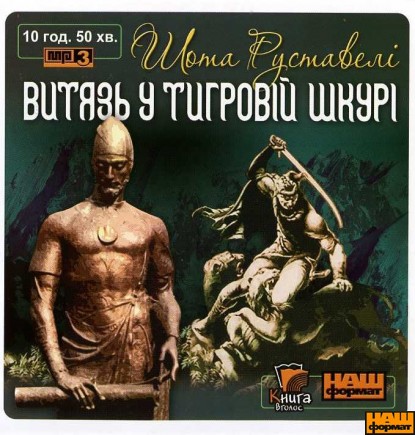 10 год. 50 хв.
mp3
Шота Руставелі
ВИТЯЗЬ У ТИГРОВІЙ ШКУРІ
Книга
Вголос
НАШ
формат
НАШ
формат